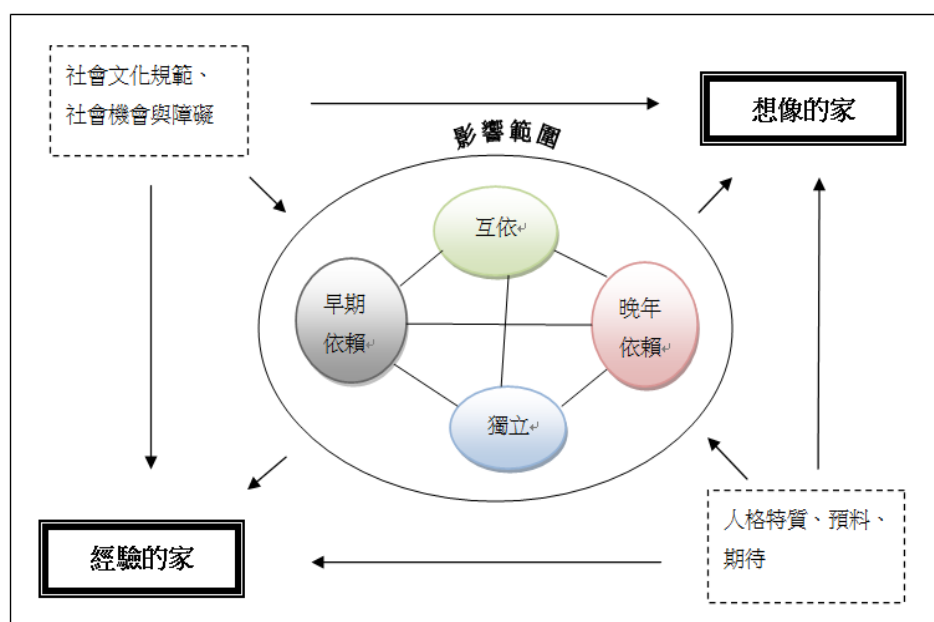 社會文化規範、
社會機會與障礙
想像的家
影響範圍
互依
早期
依賴
晚年
依賴
獨立
人格特質、預料、
期待
經驗的家